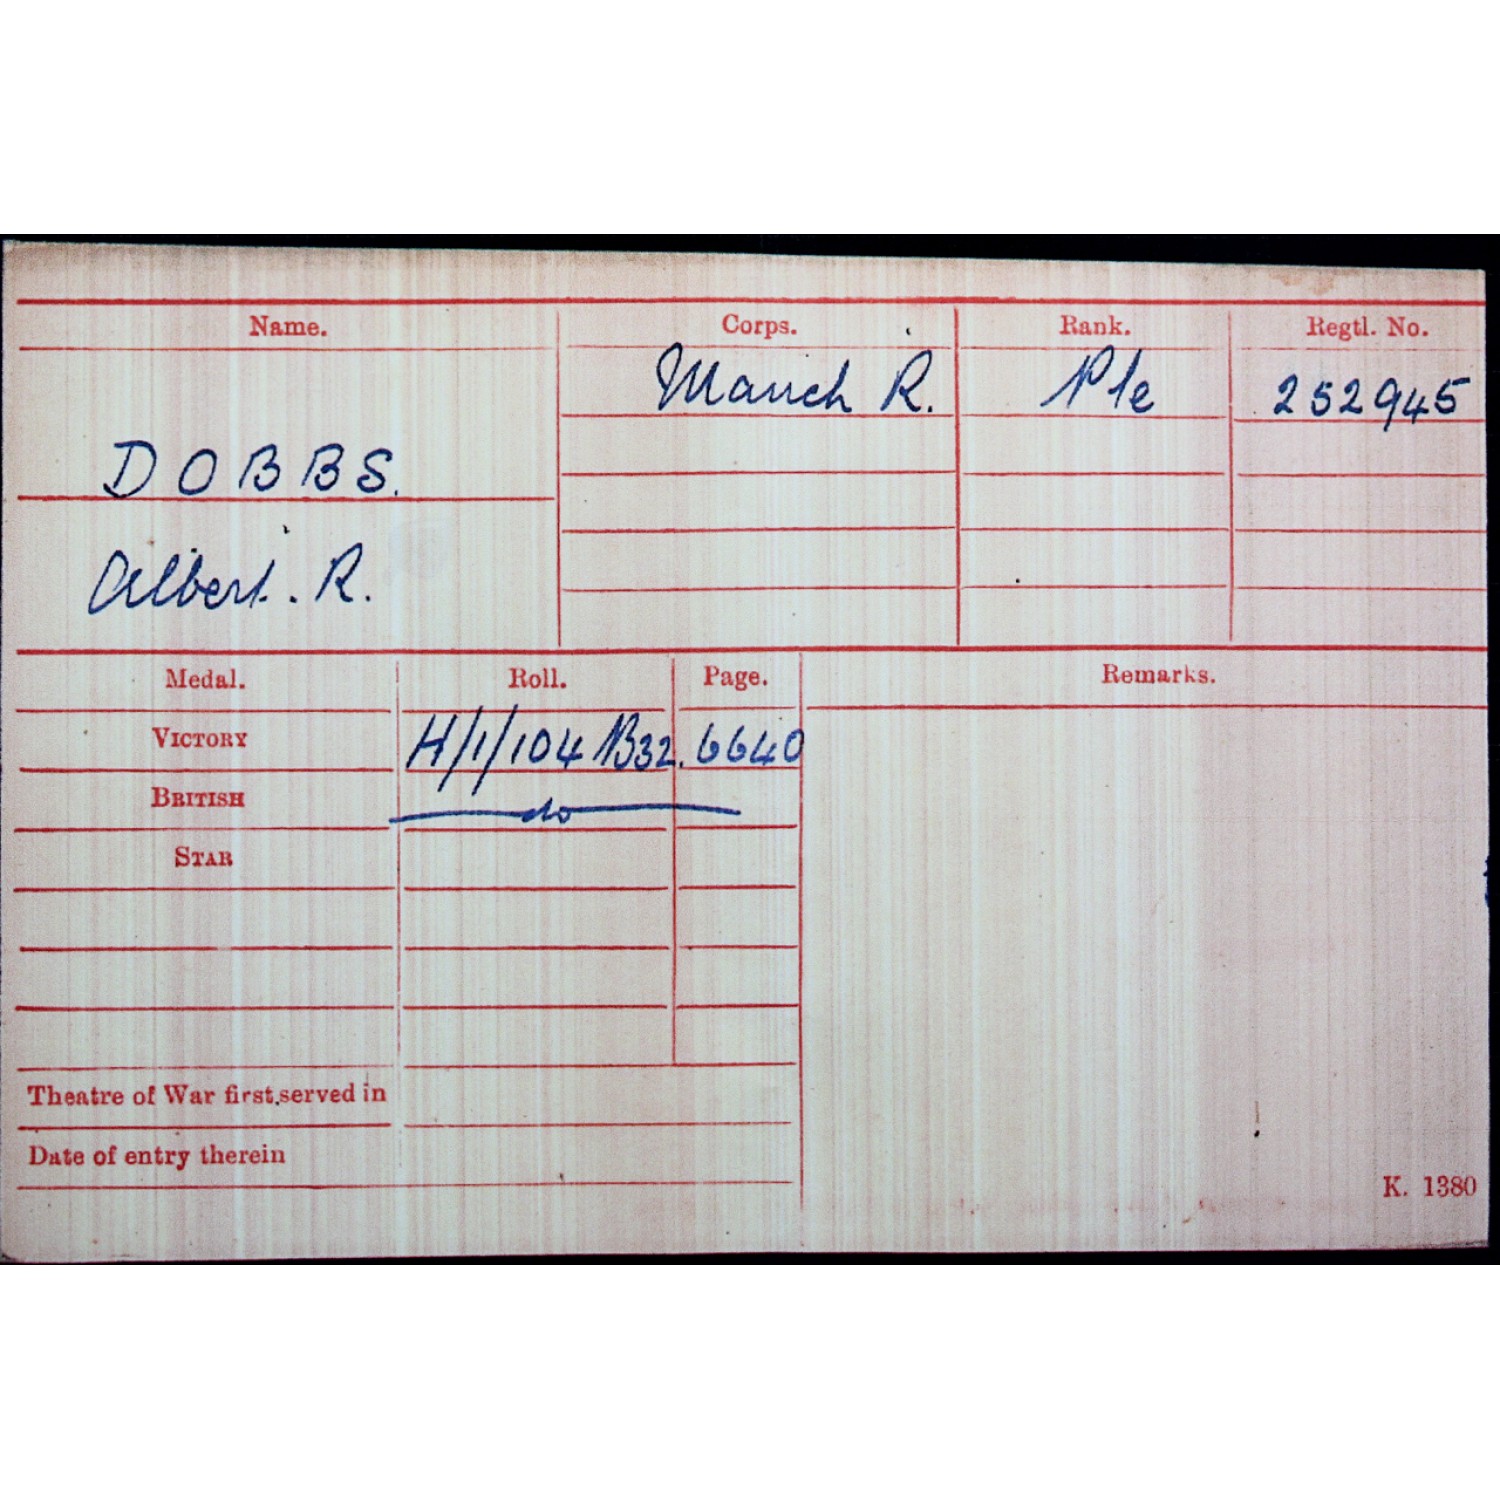 Name. Corps. Rank. Regtl. No.
Manch R. Pte 252945
DOBBS.
Albert. R.
Medal. Roll. Page. Remarks.
VICTORY H/1/104 B32. 6640
BRITISH do
STAR
Theatre of War first served in
Date of entry therein
K. 1380